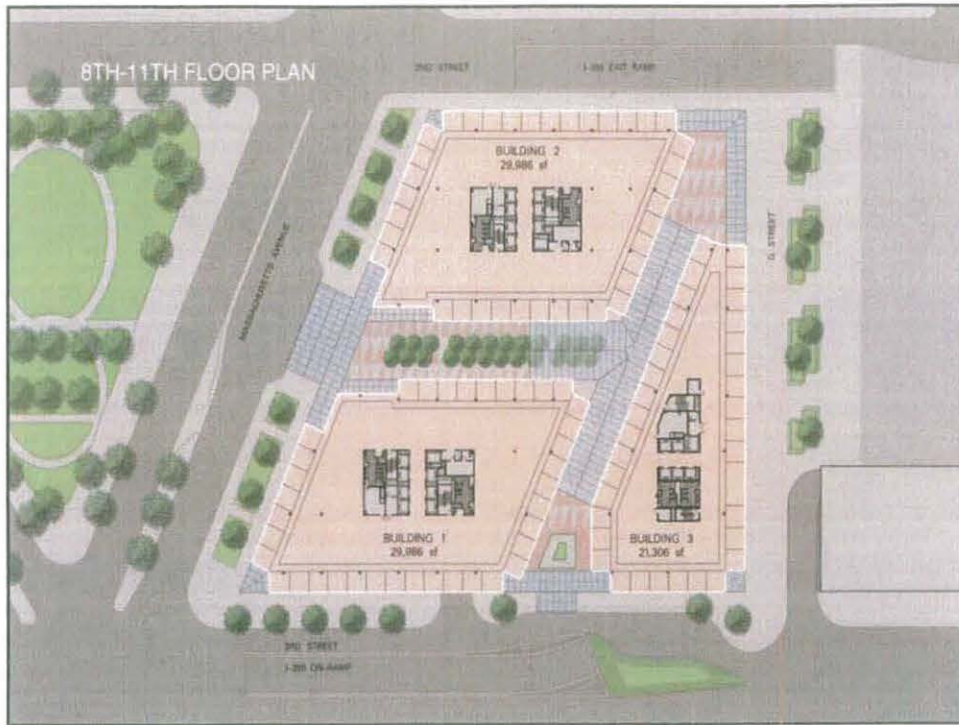 8TH-11TH FLOOR PLAN
2ND STREET
I-395 EXIT RAMP
BUILDING 2
29,986 sf
MASSACHUSETTS AVENUE
G STREET
BUILDING 1
29,986 sf
BUILDING 3
21,306 sf
3RD STREET
I-395 ON-RAMP